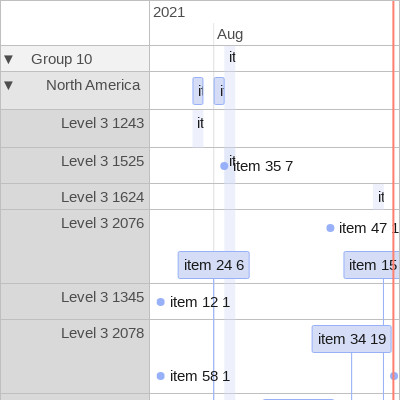 2021
Aug
▼ Group 10
it
▼ North America
it
i
Level 3 1243
it
Level 3 1525
it
item 35 7
Level 3 1624
it
Level 3 2076
item 47 1
item 24 6
item 15
Level 3 1345
item 12 1
Level 3 2078
item 34 19
item 58 1